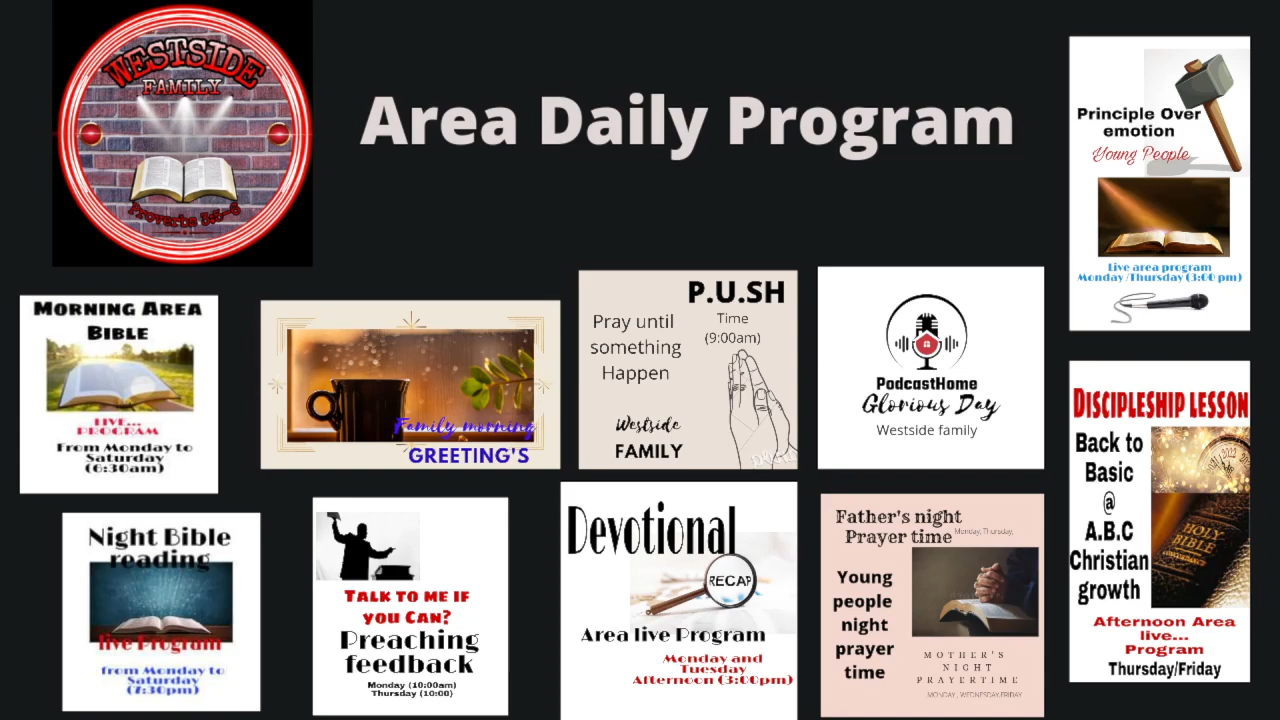 WESTSIDE
FAMILY
Proverbs 3:5-6
Area Daily Program
Principle Over
emotion
Young People
Live area program
Monday /Thursday (3:00 pm)
MORNING AREA
BIBLE
LIVE...
PROGRAM
From Monday to
Saturday
(6:30am)
Family morning
GREETING'S
P.U.SH
Time
(9:00am)
Pray until
something
Happen
Westside
FAMILY
PodcastHome
Glorious Day
Westside family
DISCIPLESHIP LESSON
Back to
Basic
@
A.B.C
Christian
growth
HOLY
BIBLE
CONCORDANCE
Afternoon Area
live...
Program
Thursday/Friday
Night Bible
reading
live Program
from Monday to
Saturday
(7:30pm)
TALK TO ME IF
YOU CAN?
Preaching
feedback
Monday (10:00am)
Thursday (10:00)
Devotional
RECAP
Area live Program
Monday and
Tuesday
Afternoon (3:00pm)
Father's night
Prayer time
Monday, Thursday,
Young
people
night
prayer
time
MOTHER'S
NIGHT
PRAYERTIME
MONDAY, WEDNESDAY/FRIDAY